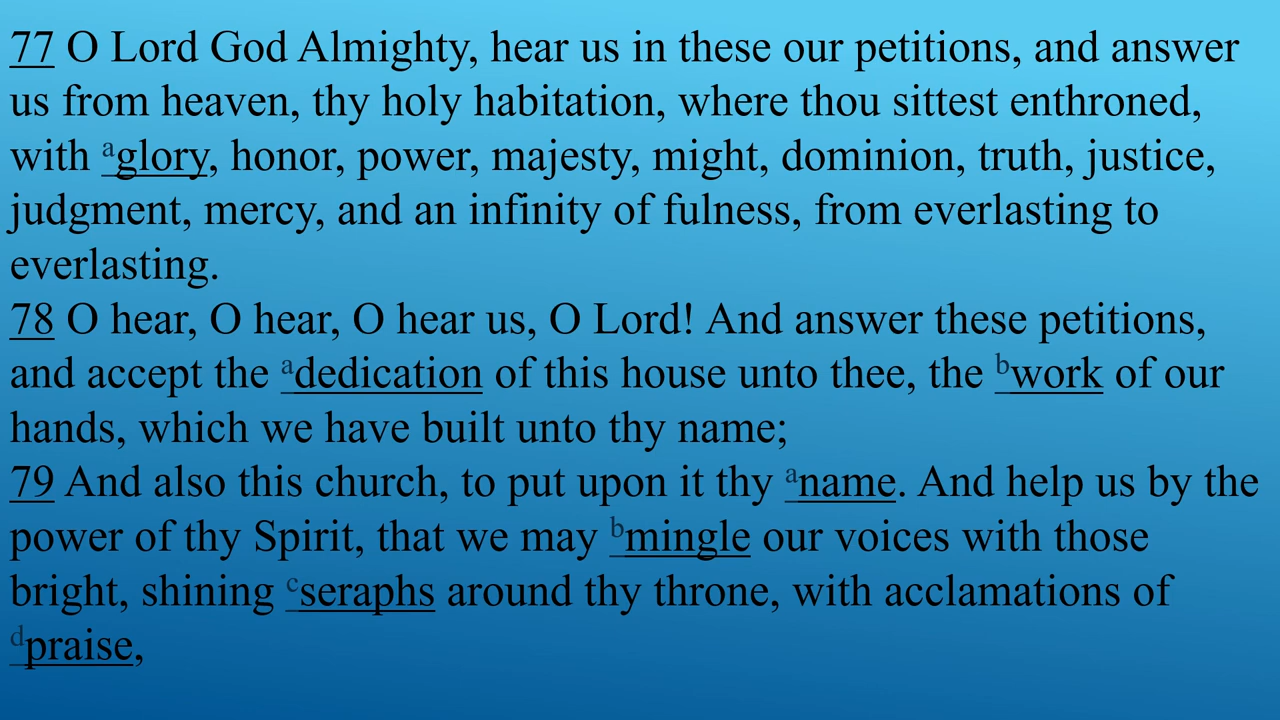 77 O Lord God Almighty, hear us in these our petitions, and answer
us from heaven, thy holy habitation, where thou sittest enthroned,
with aglory, honor, power, majesty, might, dominion, truth, justice,
judgment, mercy, and an infinity of fulness, from everlasting to
everlasting.
78 O hear, O hear, O hear us, O Lord! And answer these petitions,
and accept the adedication of this house unto thee, the bwork of our
hands, which we have built unto thy name;
79 And also this church, to put upon it thy aname. And help us by the
power of thy Spirit, that we may bmingle our voices with those
bright, shining cseraphs around thy throne, with acclamations of
dpraise,